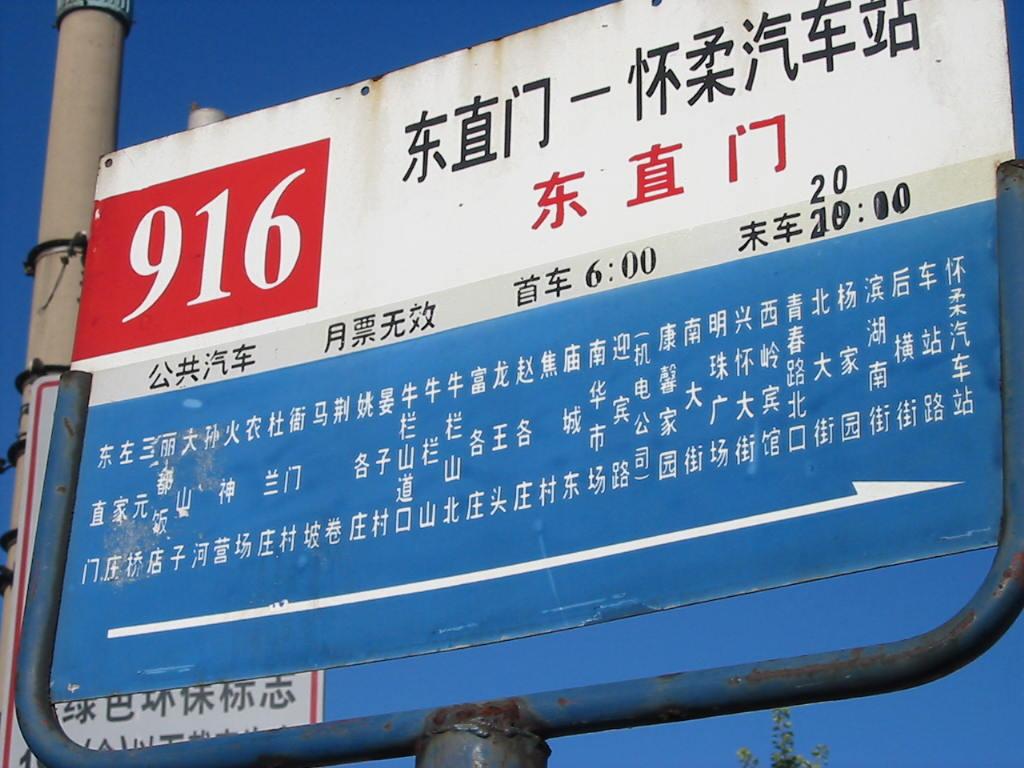 东直门－怀柔汽车站
916
东直门
公共汽车 月票无效 首车 6:00 末车 20:00
东直门
左家庄
三元桥
丽都饭店
大山子
孙河
火神营
农场
杜兰庄
衙门村
马坡
荆卷
姚各庄
晏子村
牛栏山道口
牛栏山
牛栏山北
富各庄
龙王头
赵各庄
焦村
庙城东
南华市场
迎宾路
(一机电公司)
康馨家园
南大街
明珠广场
兴怀大街
西岭宾馆
青春路北口
北大街
杨家园
滨湖南街
后横街
车站路
怀柔汽车站
绿色环保标志